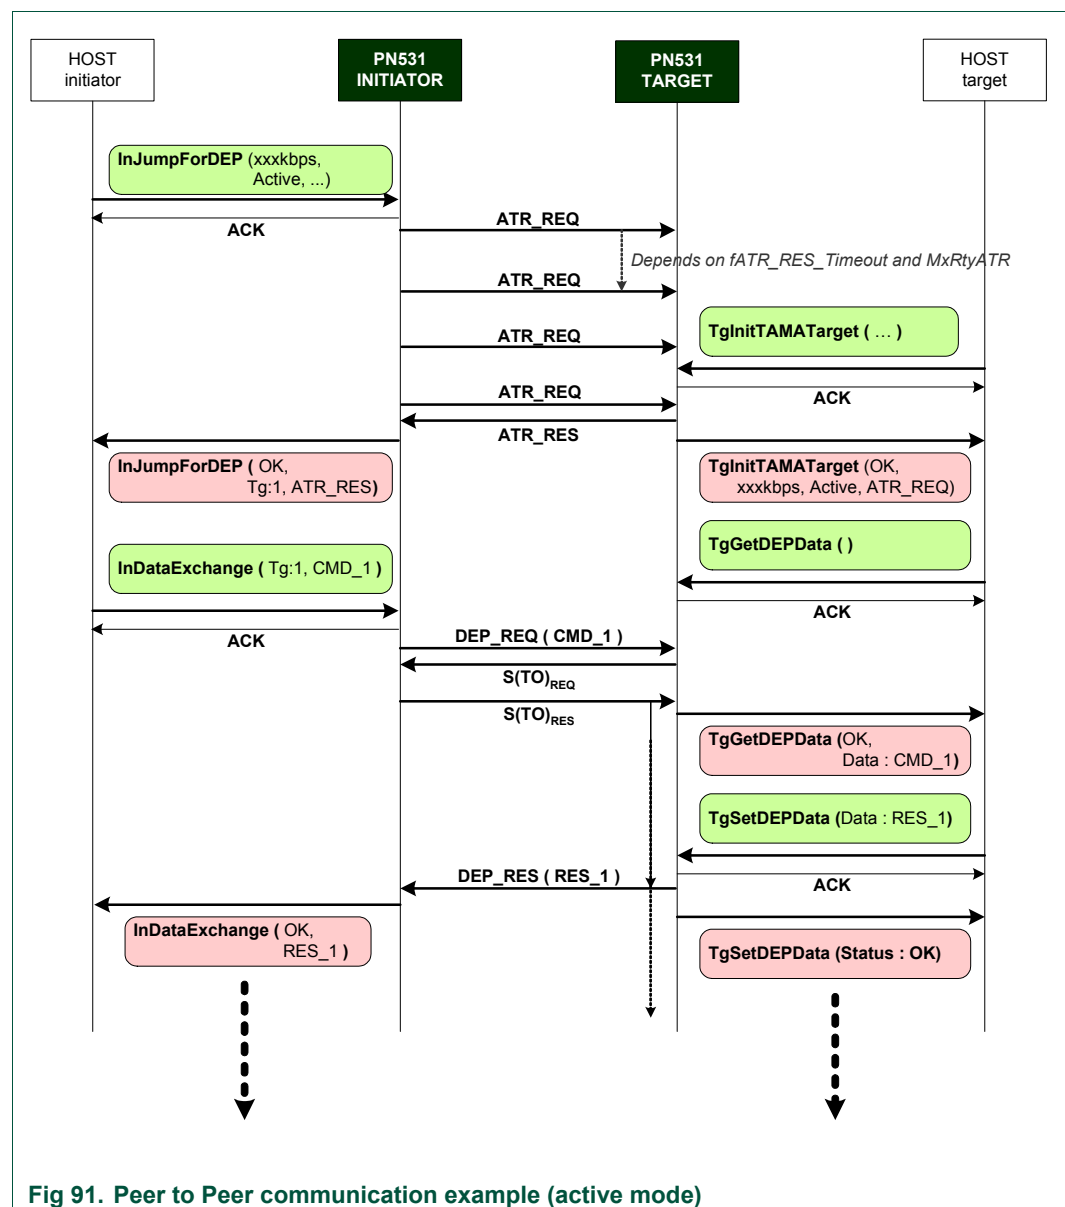 HOST
initiator
PN531
INITIATOR
PN531
TARGET
HOST
target
InJumpForDEP (xxxkbps,
Active, ...)
ACK
ATR_REQ
Depends on fATR_RES_Timeout and MxRtyATR
ATR_REQ
TgInitTAMATarget ( … )
ATR_REQ
ACK
ATR_REQ
ATR_RES
InJumpForDEP ( OK,
Tg:1, ATR_RES)
TgInitTAMATarget (OK,
xxxkbps, Active, ATR_REQ)
TgGetDEPData ( )
InDataExchange ( Tg:1, CMD_1 )
ACK
ACK
DEP_REQ ( CMD_1 )
S(TO)REQ
S(TO)RES
TgGetDEPData (OK,
Data : CMD_1)
TgSetDEPData (Data : RES_1)
DEP_RES ( RES_1 )
ACK
InDataExchange ( OK,
RES_1 )
TgSetDEPData (Status : OK)
Fig 91. Peer to Peer communication example (active mode)